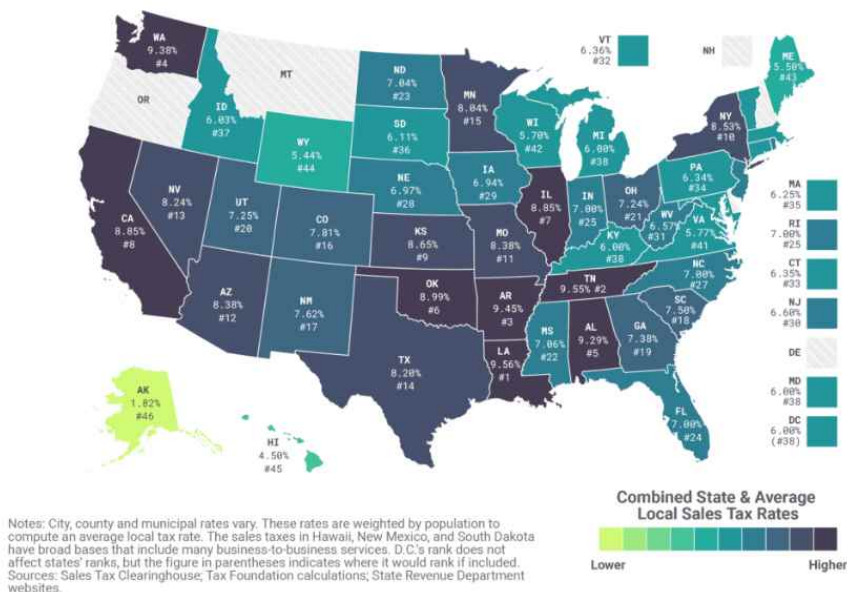 WA
9.38%
#4
MT
OR
ID
6.03%
#37
WY
5.44%
#44
ND
7.04%
#23
SD
6.11%
#36
NE
6.97%
#28
MN
8.04%
#15
IA
6.94%
#29
WI
5.70%
#42
MI
6.00%
#38
VT
6.36%
#32
NH
ME
5.50%
#43
NY
8.53%
#10
PA
6.34%
#34
CA
8.85%
#8
NV
8.24%
#13
UT
7.25%
#20
CO
7.81%
#16
KS
8.65%
#9
MO
8.38%
#11
IL
8.85%
#7
IN
7.00%
#25
OH
7.24%
#21
WV
6.57%
#31
VA
5.77%
#41
KY
6.00%
#38
AZ
8.38%
#12
NM
7.62%
#17
OK
8.99%
#6
AR
9.45%
#3
TN
9.55% #2
NC
7.00%
#27
SC
7.50%
#18
TX
8.20%
#14
LA
9.56%
#1
MS
7.06%
#22
AL
9.29%
#5
GA
7.38%
#19
FL
7.00%
#24
MA
6.25%
#35
RI
7.00%
#25
CT
6.35%
#33
NJ
6.60%
#30
DE
MD
6.00%
#38
DC
6.00%
(#38)
AK
1.82%
#46
HI
4.50%
#45
Notes: City, county and municipal rates vary. These rates are weighted by population to
compute an average local tax rate. The sales taxes in Hawaii, New Mexico, and South Dakota
have broad bases that include many business-to-business services. D.C.'s rank does not
affect states' ranks, but the figure in parentheses indicates where it would rank if included.
Sources: Sales Tax Clearinghouse; Tax Foundation calculations; State Revenue Department
websites.
Combined State & Average
Local Sales Tax Rates
Lower
Higher